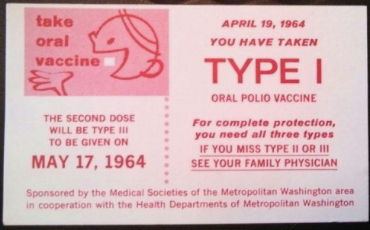 take
oral
vaccine
THE SECOND DOSE
WILL BE TYPE III
TO BE GIVEN ON
MAY 17, 1964
APRIL 19, 1964
YOU HAVE TAKEN
TYPE I
ORAL POLIO VACCINE
For complete protection,
you need all three types
IF YOU MISS TYPE II OR III
SEE YOUR FAMILY PHYSICIAN
Sponsored by the Medical Societies of the Metropolitan Washington area
in cooperation with the Health Departments of Metropolitan Washington